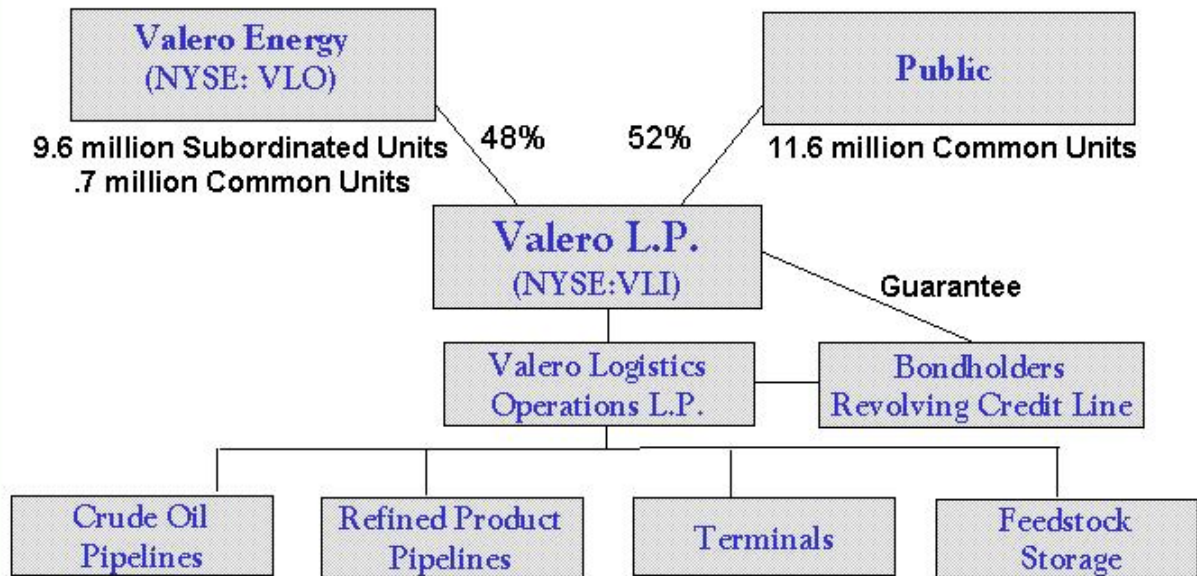 Valero Energy
(NYSE: VLO)
Public
9.6 million Subordinated Units
.7 million Common Units
48%
52%
11.6 million Common Units
Valero L.P.
(NYSE:VLI)
Guarantee
Valero Logistics
Operations L.P.
Bondholders
Revolving Credit Line
Crude Oil
Pipelines
Refined Product
Pipelines
Terminals
Feedstock
Storage